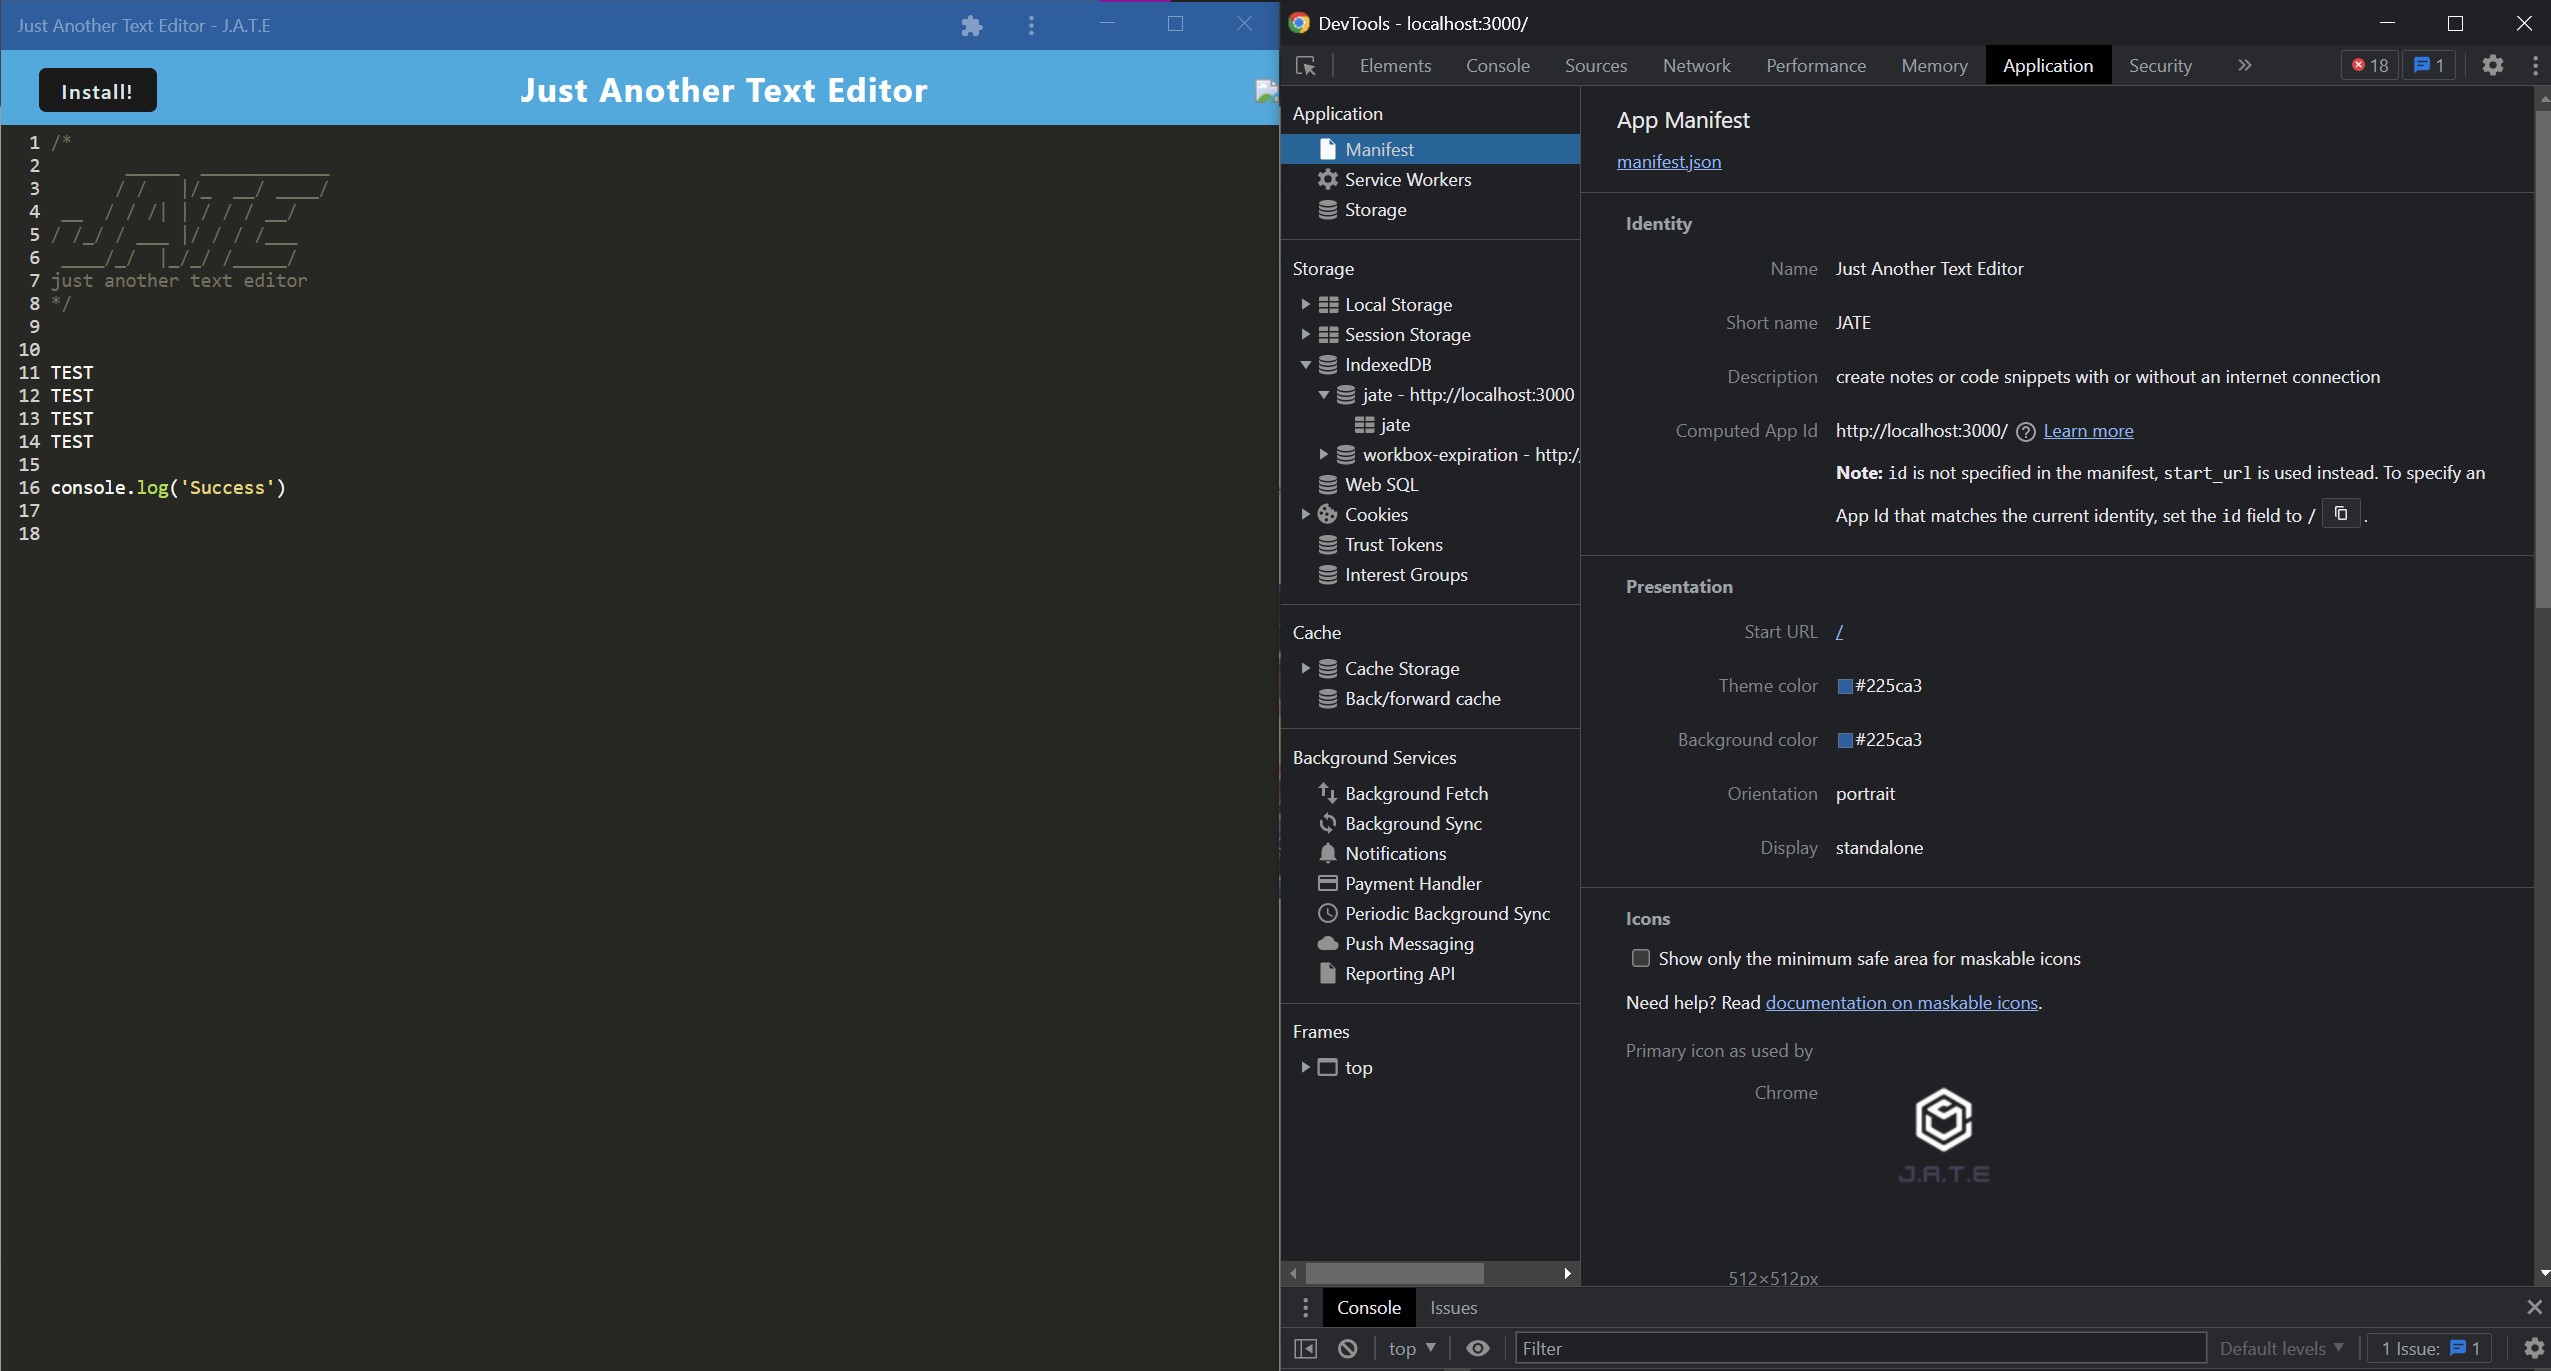 Just Another Text Editor - J.A.T.E
Install!
Just Another Text Editor
1 /*
2       _____  ____________
3      / /   |/_  __/ ____/
4 __  / / /| | / / / __/
5 / /_/ / ___ |/ / / /___
6 ____/_/  |_/_/ /_____/
7 just another text editor
8 */
9
10
11 TEST
12 TEST
13 TEST
14 TEST
15
16 console.log('Success')
17
18
DevTools - localhost:3000/
Elements Console Sources Network Performance Memory Application Security » 18 1
Application
Manifest
Service Workers
Storage
Storage
Local Storage
Session Storage
IndexedDB
jate - http://localhost:3000
jate
workbox-expiration - http:/
Web SQL
Cookies
Trust Tokens
Interest Groups
Cache
Cache Storage
Back/forward cache
Background Services
Background Fetch
Background Sync
Notifications
Payment Handler
Periodic Background Sync
Push Messaging
Reporting API
Frames
top
App Manifest
manifest.json
Identity
Name Just Another Text Editor
Short name JATE
Description create notes or code snippets with or without an internet connection
Computed App Id http://localhost:3000/ ? Learn more
Note: id is not specified in the manifest, start_url is used instead. To specify an
App Id that matches the current identity, set the id field to / .
Presentation
Start URL /
Theme color #225ca3
Background color #225ca3
Orientation portrait
Display standalone
Icons
Show only the minimum safe area for maskable icons
Need help? Read documentation on maskable icons.
Primary icon as used by
Chrome
J.A.T.E
512×512px
Console Issues
top Filter Default levels 1 Issue: 1